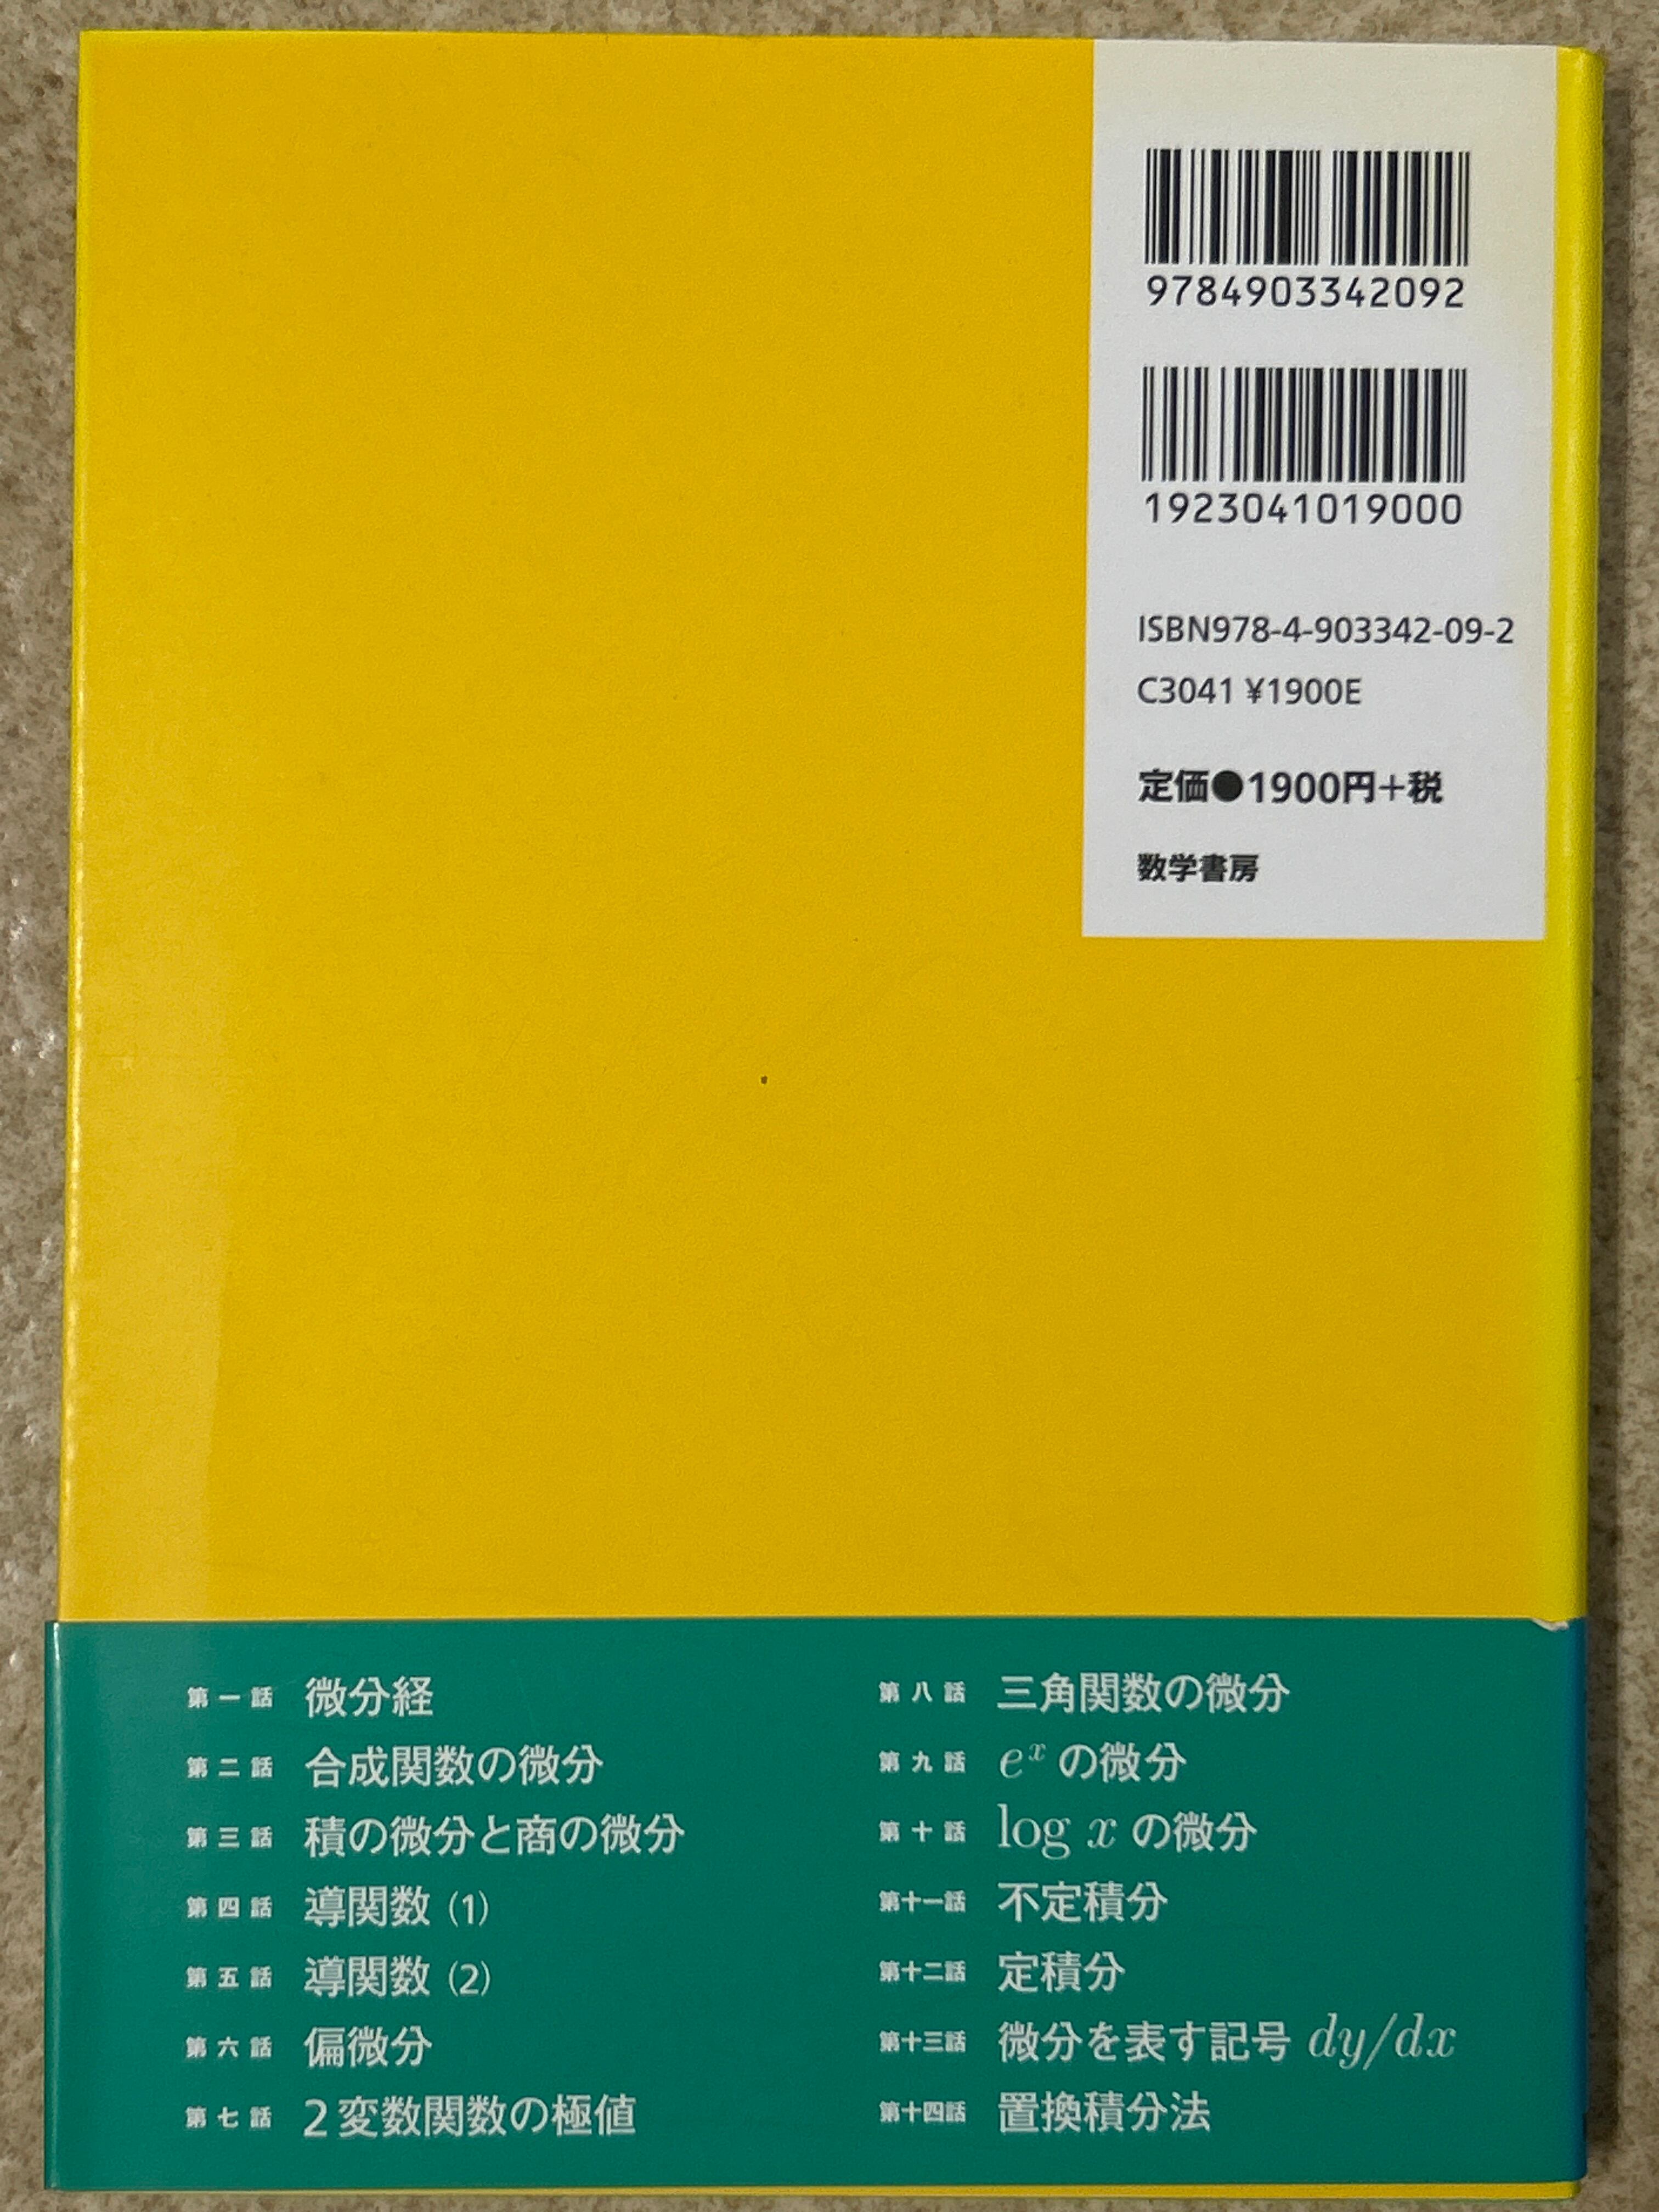 9784903342092
1923041019000
ISBN978-4-903342-09-2
C3041 ¥1900E
定価●1900円+税
数学書房
第一話 微分経
第二話 合成関数の微分
第三話 積の微分と商の微分
第四話 導関数 (1)
第五話 導関数 (2)
第六話 偏微分
第七話 2変数関数の極値
第八話 三角関数の微分
第九話 eˣ の微分
第十話 log x の微分
第十一話 不定積分
第十二話 定積分
第十三話 微分を表す記号 dy/dx
第十四話 置換積分法